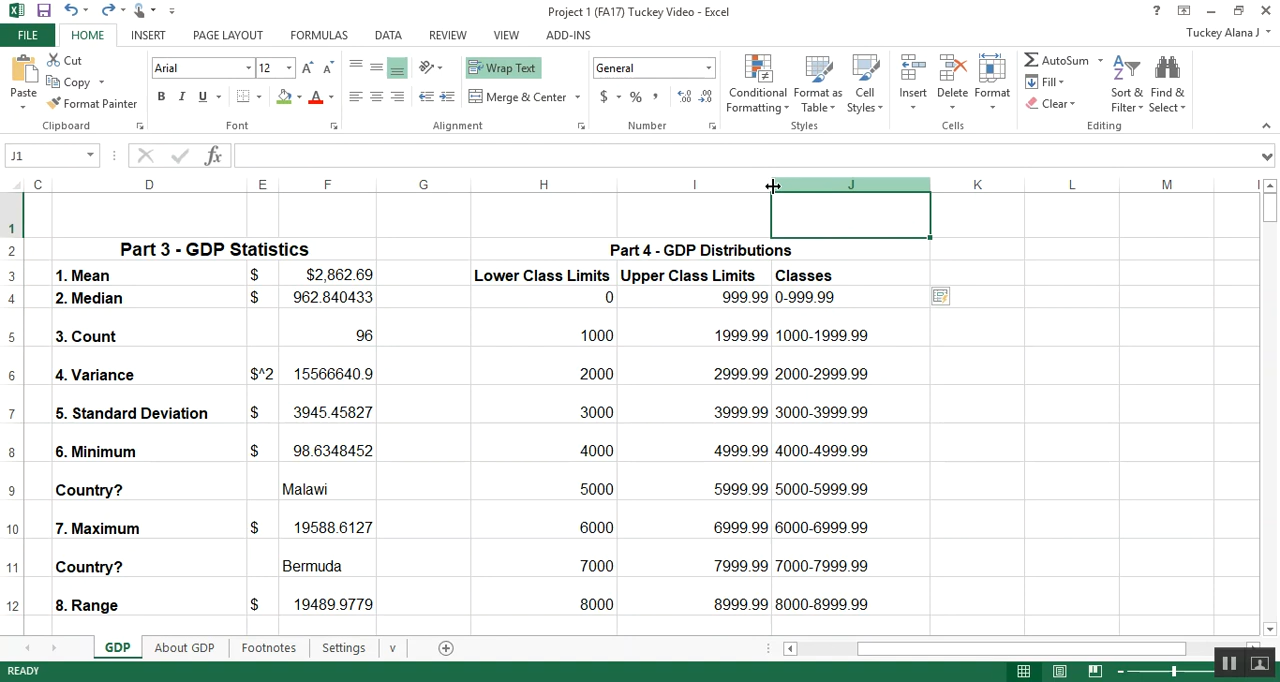 Project 1 (FA17) Tuckey Video - Excel
?
FILE HOME INSERT PAGE LAYOUT FORMULAS DATA REVIEW VIEW ADD-INS Tuckey Alana J
Paste Cut Copy Format Painter Clipboard
Arial 12 A A B I U A Font
Wrap Text Merge & Center Alignment
General $ % , Number
Conditional Formatting Format as Table Cell Styles Styles
Insert Delete Format Cells
AutoSum Fill Clear Sort & Filter Find & Select Editing
J1 fx
C D E F G H I J K L M
1
2 Part 3 - GDP Statistics Part 4 - GDP Distributions
3 1. Mean $ $2,862.69 Lower Class Limits Upper Class Limits Classes
4 2. Median $ 962.840433 0 999.99 0-999.99
5 3. Count 96 1000 1999.99 1000-1999.99
6 4. Variance $^2 15566640.9 2000 2999.99 2000-2999.99
7 5. Standard Deviation $ 3945.45827 3000 3999.99 3000-3999.99
8 6. Minimum $ 98.6348452 4000 4999.99 4000-4999.99
9 Country? Malawi 5000 5999.99 5000-5999.99
10 7. Maximum $ 19588.6127 6000 6999.99 6000-6999.99
11 Country? Bermuda 7000 7999.99 7000-7999.99
12 8. Range $ 19489.9779 8000 8999.99 8000-8999.99
GDP About GDP Footnotes Settings v
READY